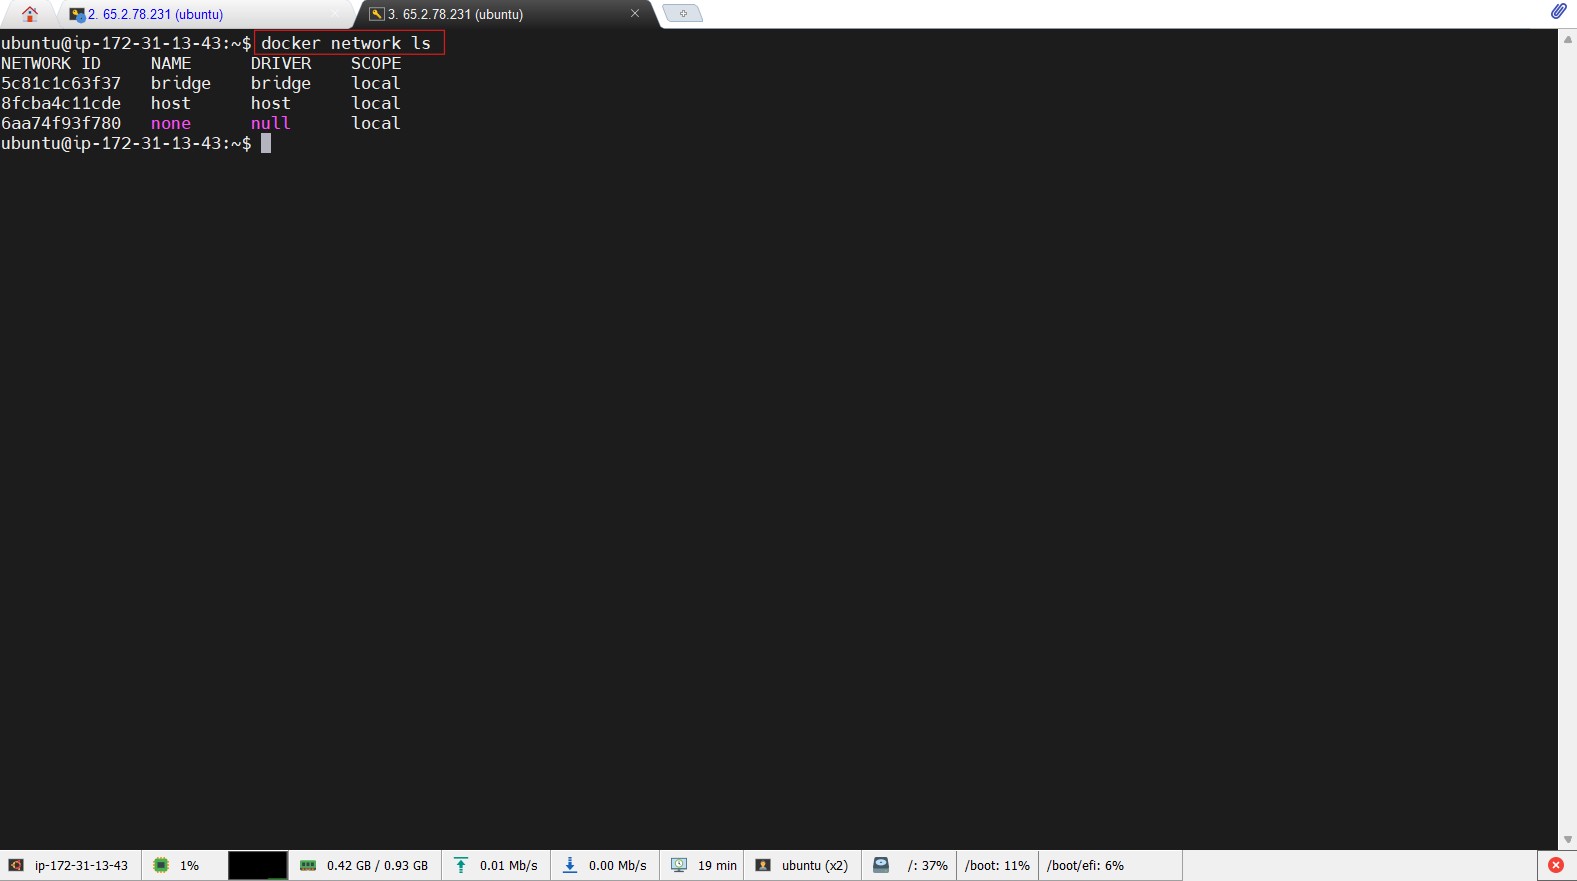 2. 65.2.78.231 (ubuntu)
3. 65.2.78.231 (ubuntu)
ubuntu@ip-172-31-13-43:~$ docker network ls
NETWORK ID NAME DRIVER SCOPE
5c81c1c63f37 bridge bridge local
8fcba4c11cde host host local
6aa74f93f780 none null local
ubuntu@ip-172-31-13-43:~$
ip-172-31-13-43 1% 0.42 GB / 0.93 GB 0.01 Mb/s 0.00 Mb/s 19 min ubuntu (x2) /: 37% /boot: 11% /boot/efi: 6%